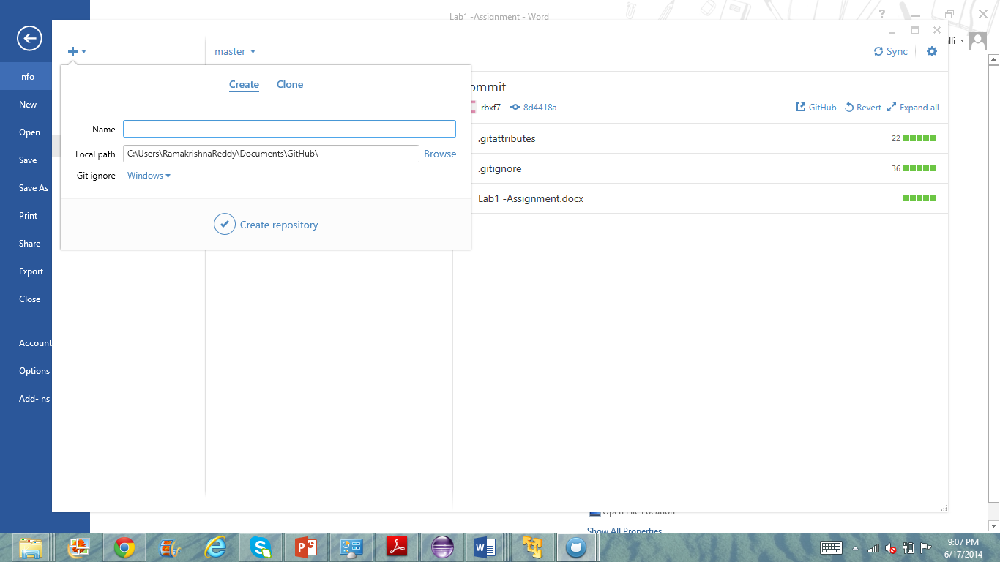 Lab1 -Assignment - Word
?
lli
master
Sync
Info
New
Open
Save
Save As
Print
Share
Export
Close
Account
Options
Add-Ins
Create Clone
Name
Local path C:\Users\RamakrishnaReddy\Documents\GitHub\ Browse
Git ignore Windows
Create repository
ommit
rbxf7 8d4418a GitHub Revert Expand all
.gitattributes 22
.gitignore 36
Lab1 -Assignment.docx
Open File Location
Show All Properties
9:07 PM
6/17/2014